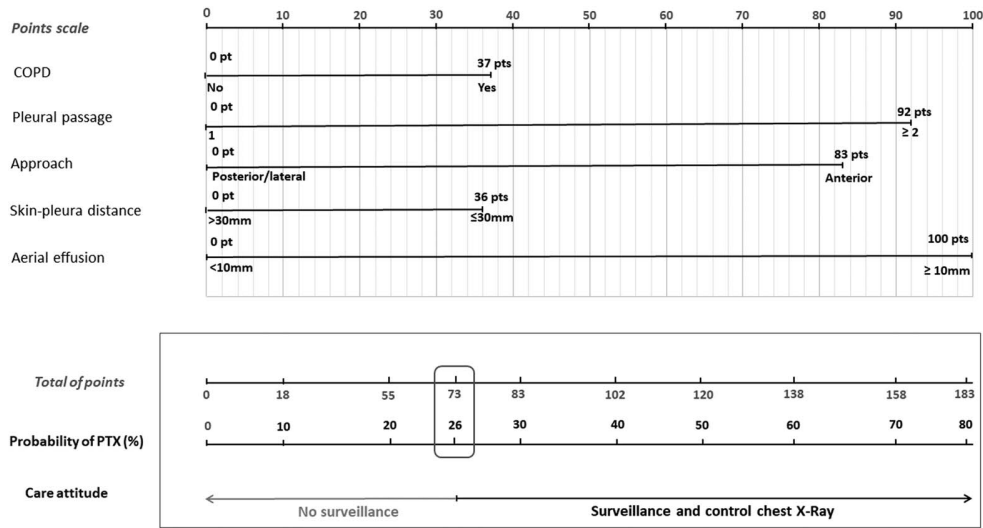 0 10 20 30 40 50 60 70 80 90 100
Points scale
0 pt 37 pts
COPD
No Yes
0 pt 92 pts
Pleural passage
1 ≥ 2
0 pt 83 pts
Approach
Posterior/lateral Anterior
0 pt 36 pts
Skin-pleura distance
>30mm ≤30mm
0 pt 100 pts
Aerial effusion
<10mm ≥ 10mm
Total of points
0 18 55 73 83 102 120 138 158 183
Probability of PTX (%) 0 10 20 26 30 40 50 60 70 80
Care attitude
No surveillance Surveillance and control chest X-Ray